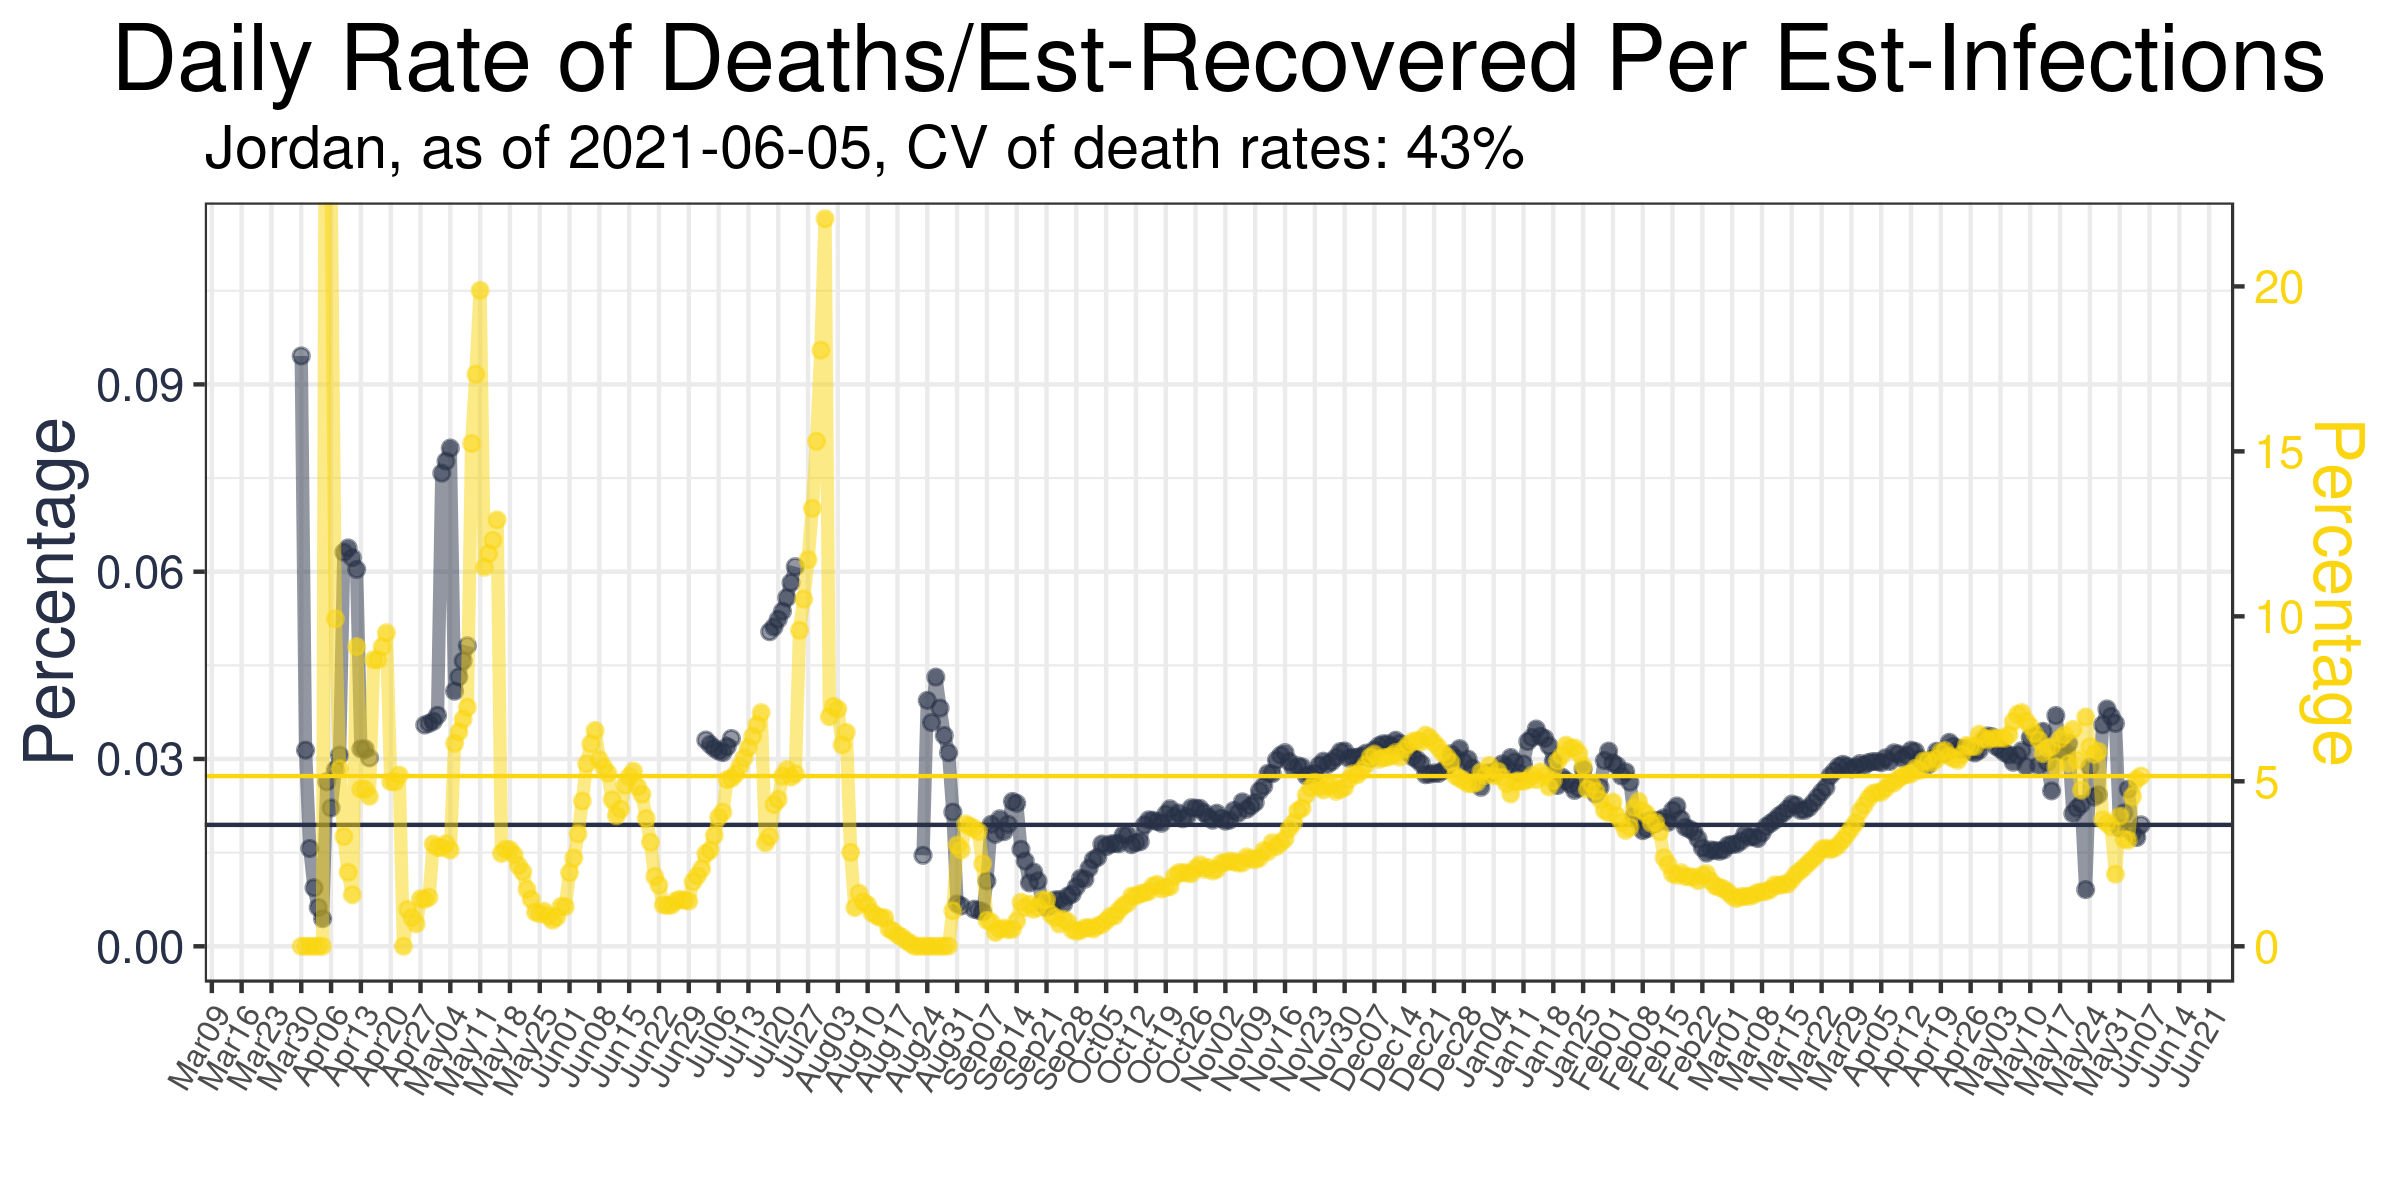 Daily Rate of Deaths/Est-Recovered Per Est-Infections
Jordan, as of 2021-06-05, CV of death rates: 43%
Percentage
0.09
0.06
0.03
0.00
20
15
10
5
0
Percentage
Mar09
Mar16
Mar23
Mar30
Apr06
Apr13
Apr20
Apr27
May04
May11
May18
May25
Jun01
Jun08
Jun15
Jun22
Jun29
Jul06
Jul13
Jul20
Jul27
Aug03
Aug10
Aug17
Aug24
Aug31
Sep07
Sep14
Sep21
Sep28
Oct05
Oct12
Oct19
Oct26
Nov02
Nov09
Nov16
Nov23
Nov30
Dec07
Dec14
Dec21
Dec28
Jan04
Jan11
Jan18
Jan25
Feb01
Feb08
Feb15
Feb22
Mar01
Mar08
Mar15
Mar22
Mar29
Apr05
Apr12
Apr19
Apr26
May03
May10
May17
May24
May31
Jun07
Jun14
Jun21